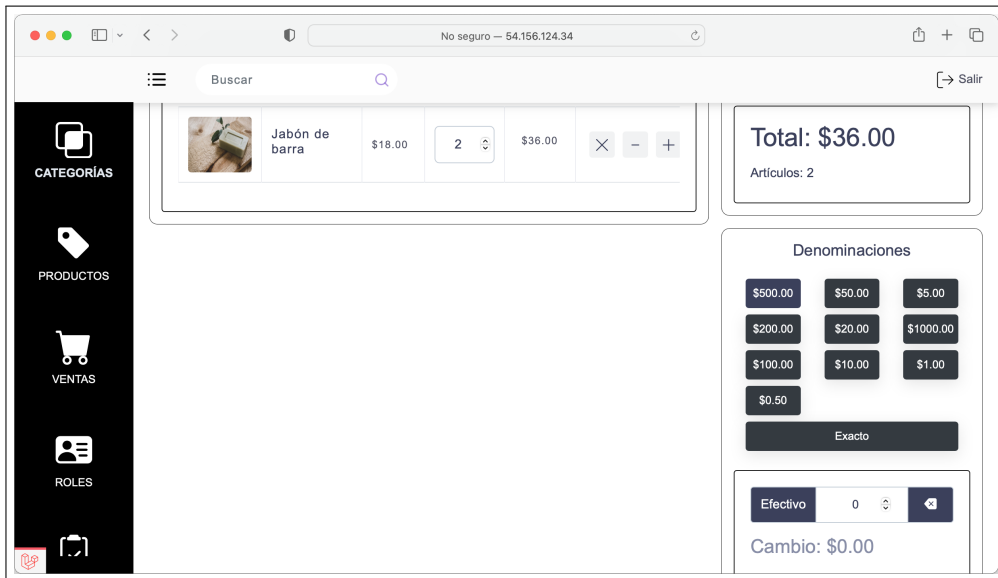 No seguro — 54.156.124.34
Buscar
Salir
CATEGORÍAS
PRODUCTOS
VENTAS
ROLES
Jabón de
barra
$18.00
2
$36.00
Total: $36.00
Artículos: 2
Denominaciones
$500.00 $50.00 $5.00
$200.00 $20.00 $1000.00
$100.00 $10.00 $1.00
$0.50
Exacto
Efectivo 0
Cambio: $0.00